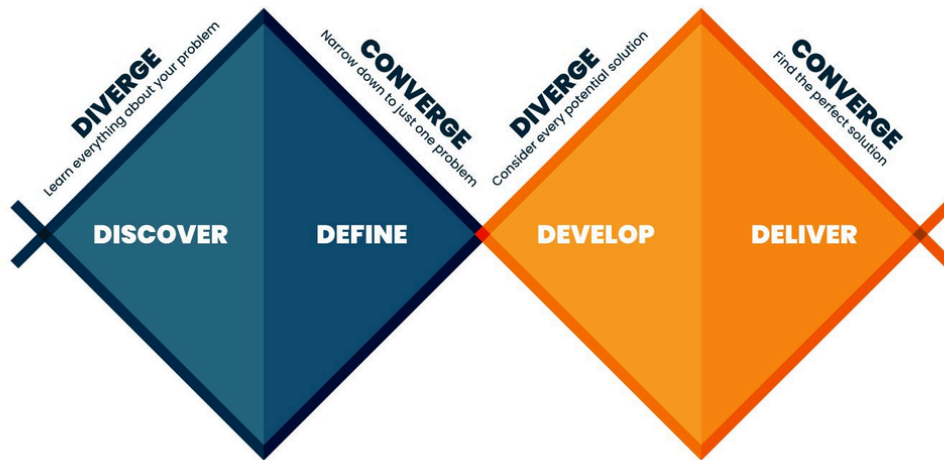 DIVERGE
Learn everything about your problem
CONVERGE
Narrow down to just one problem
DIVERGE
Consider every potential solution
CONVERGE
Find the perfect solution
DISCOVER
DEFINE
DEVELOP
DELIVER